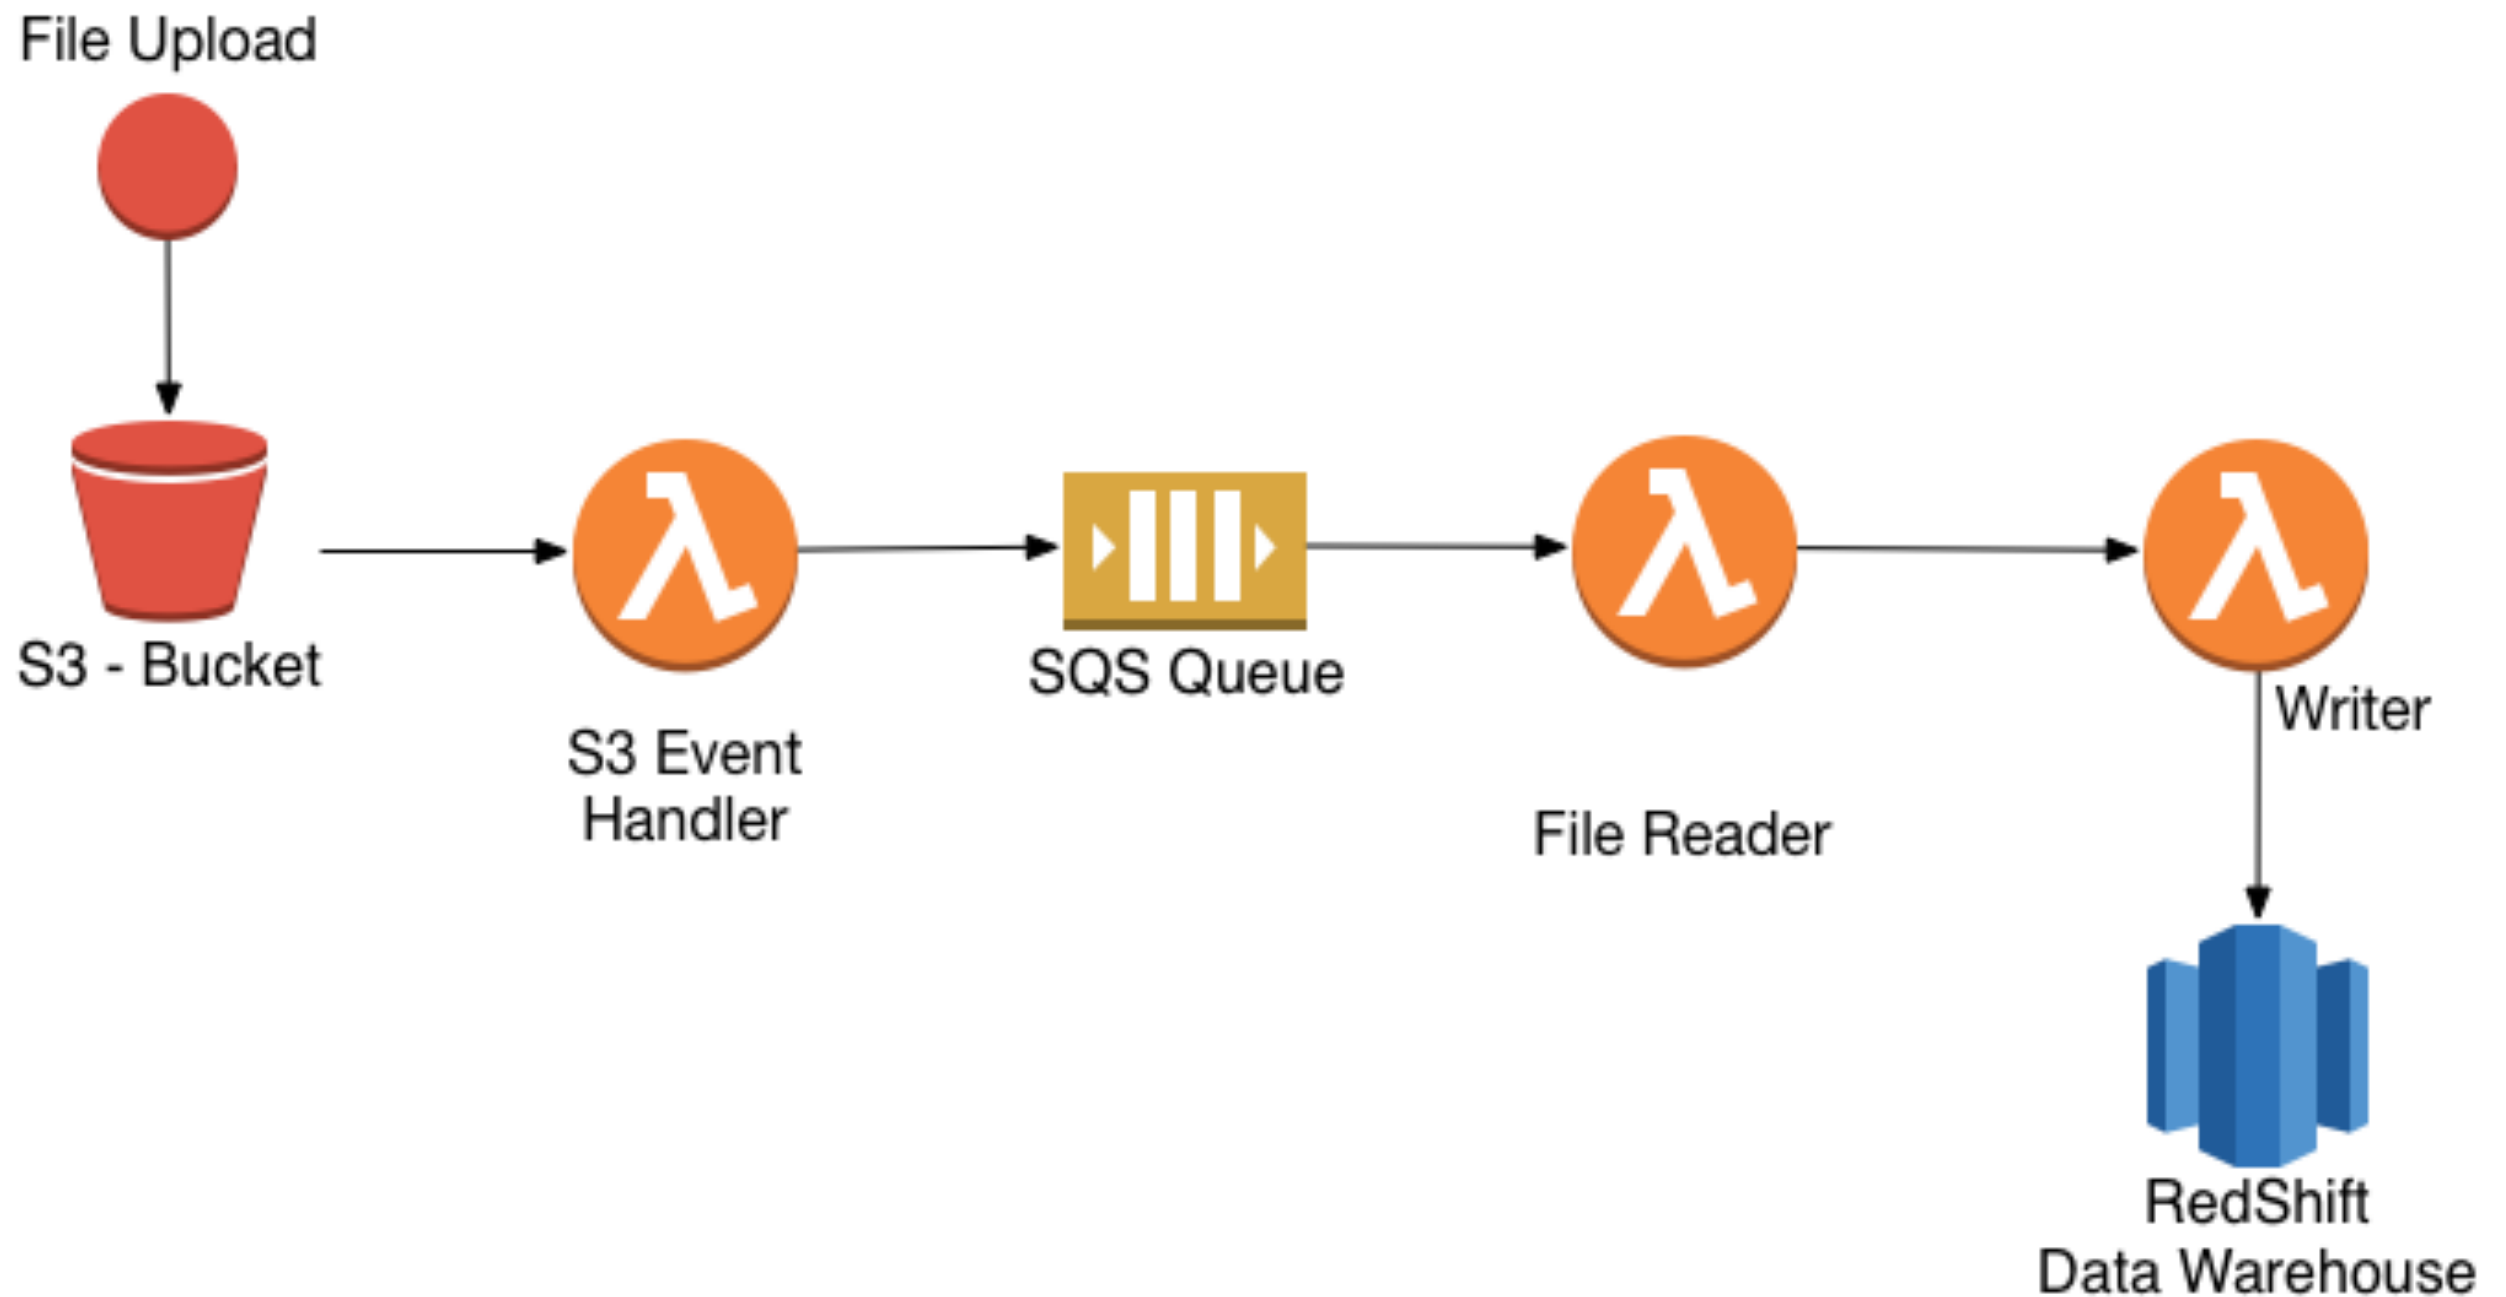 File Upload
S3 - Bucket
S3 Event
Handler
SQS Queue
File Reader
Writer
RedShift
Data Warehouse